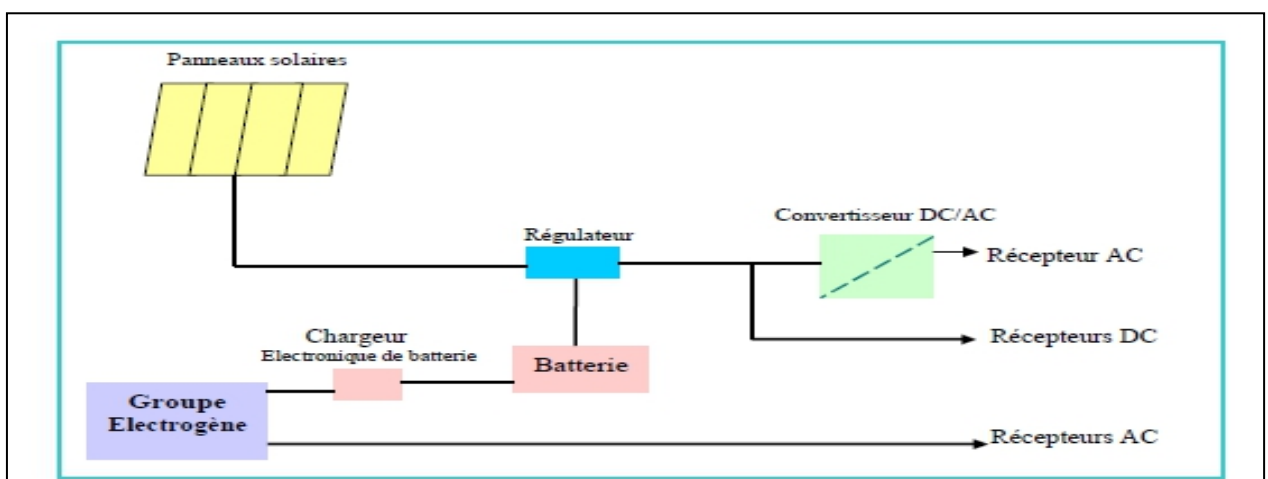 Panneaux solaires
Convertisseur DC/AC
Régulateur
Récepteur AC
Chargeur
Electronique de batterie
Récepteurs DC
Batterie
Groupe
Electrogène
Récepteurs AC